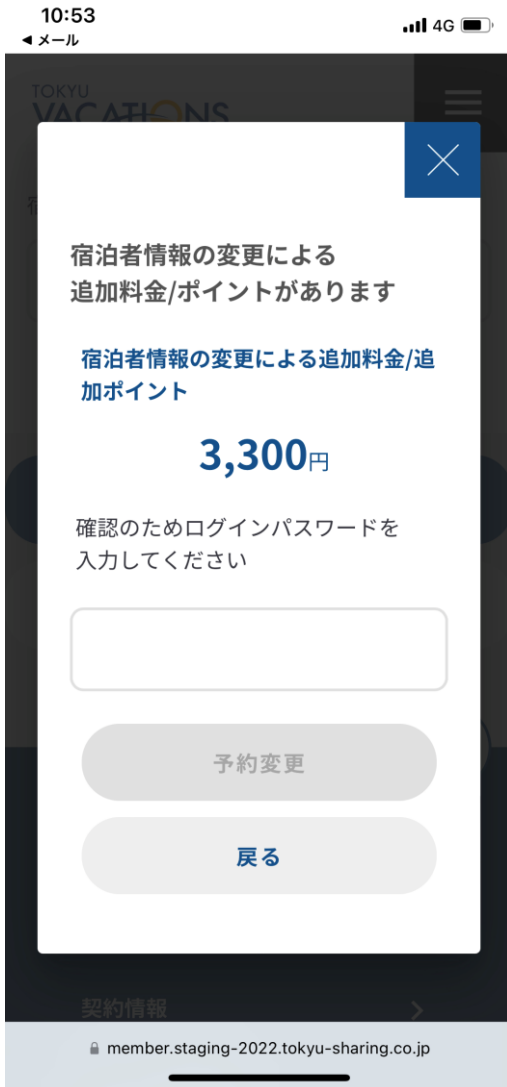 10:53
4G
◀ メール
TOKYU
VACATIONS
宿泊者情報の変更による
追加料金/ポイントがあります
宿泊者情報の変更による追加料金/追
加ポイント
3,300円
確認のためログインパスワードを
入力してください
予約変更
戻る
契約情報
member.staging-2022.tokyu-sharing.co.jp